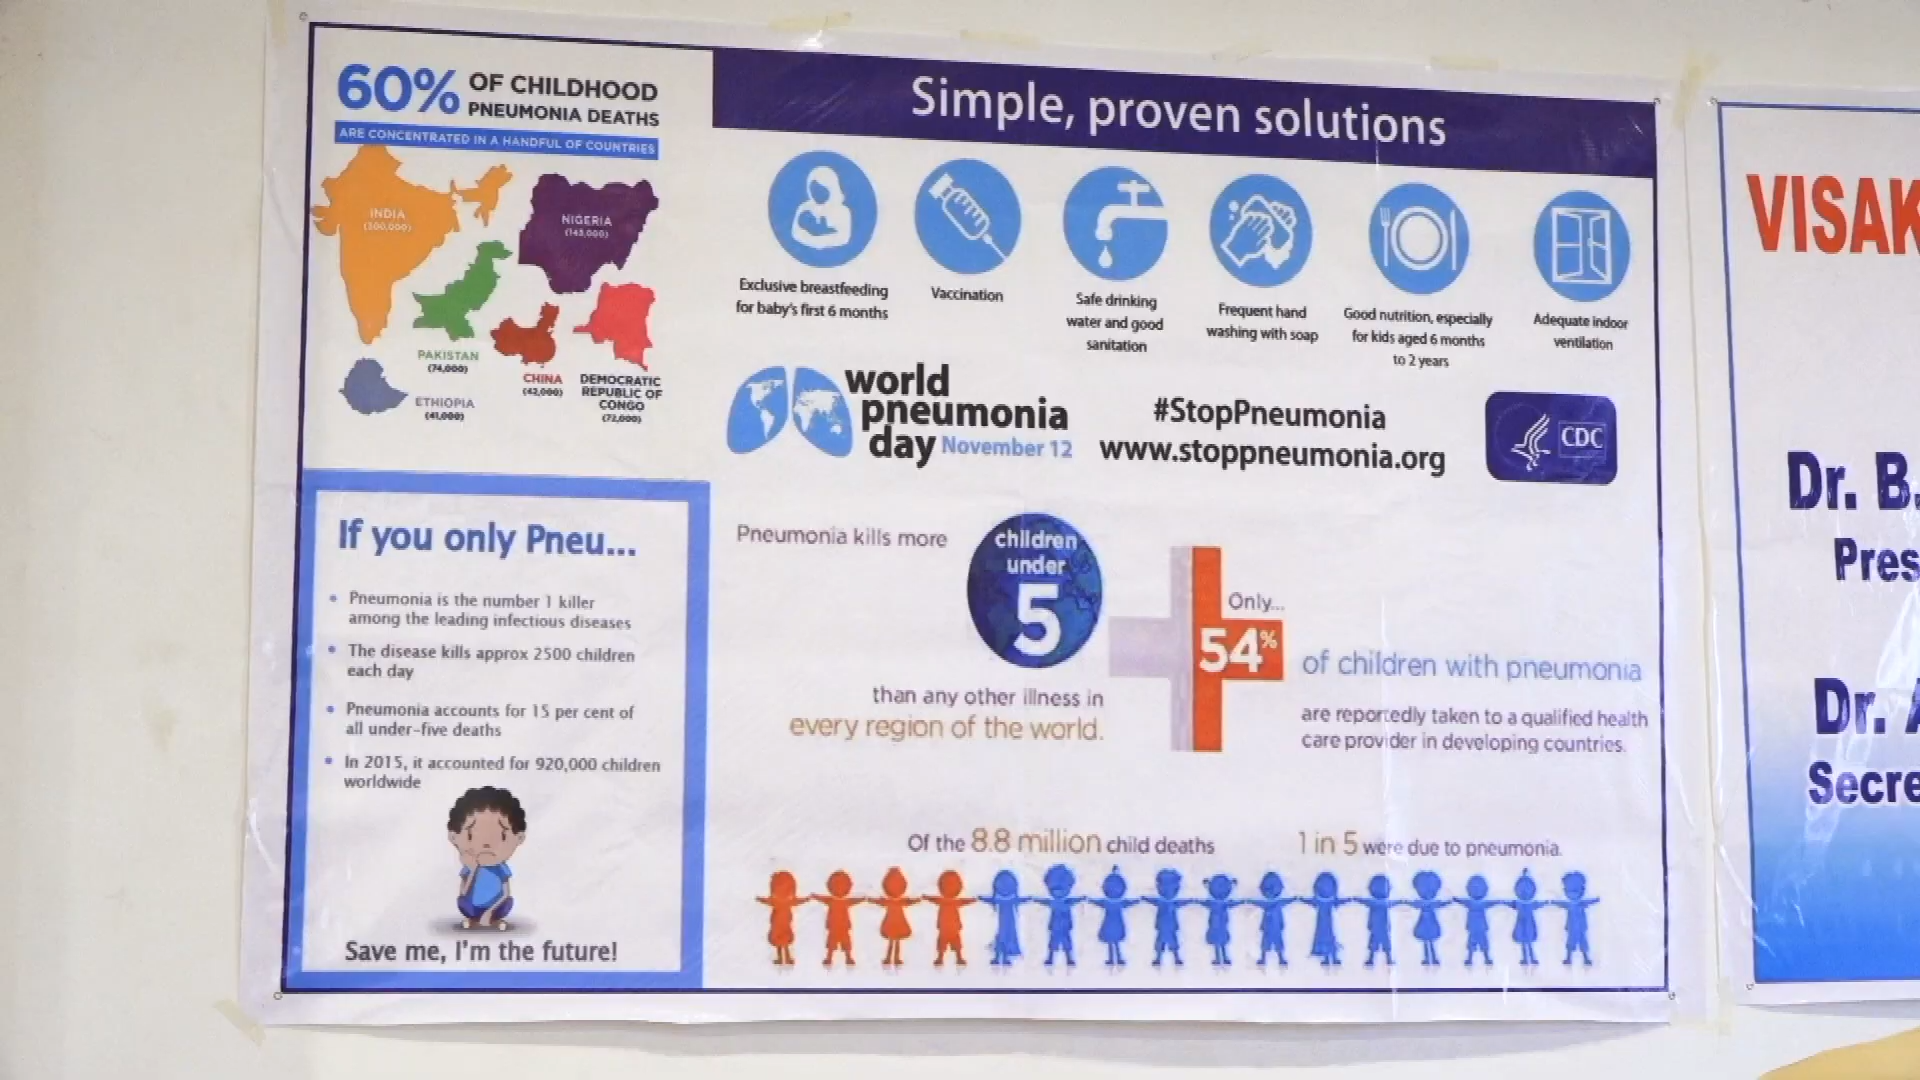 60% OF CHILDHOOD
PNEUMONIA DEATHS
ARE CONCENTRATED IN A HANDFUL OF COUNTRIES
INDIA
NIGERIA
(143,000)
PAKISTAN
(74,000)
CHINA
(42,000)
DEMOCRATIC
REPUBLIC OF
CONGO
(72,000)
ETHIOPIA
(41,000)
Simple, proven solutions
Exclusive breastfeeding
for baby's first 6 months
Vaccination
Safe drinking
water and good
sanitation
Frequent hand
washing with soap
Good nutrition, especially
for kids aged 6 months
to 2 years
Adequate indoor
ventilation
world
pneumonia
day November 12
#StopPneumonia
www.stoppneumonia.org
CDC
If you only Pneu...
• Pneumonia is the number 1 killer
among the leading infectious diseases
• The disease kills approx 2500 children
each day
• Pneumonia accounts for 15 per cent of
all under-five deaths
• In 2015, it accounted for 920,000 children
worldwide
Save me, I'm the future!
Pneumonia kills more
children
under
5
than any other illness in
every region of the world.
Only...
54%
of children with pneumonia
are reportedly taken to a qualified health
care provider in developing countries.
Of the 8.8 million child deaths
1 in 5 were due to pneumonia.
VISAK
Dr. B.
Pres
Dr.
Secre